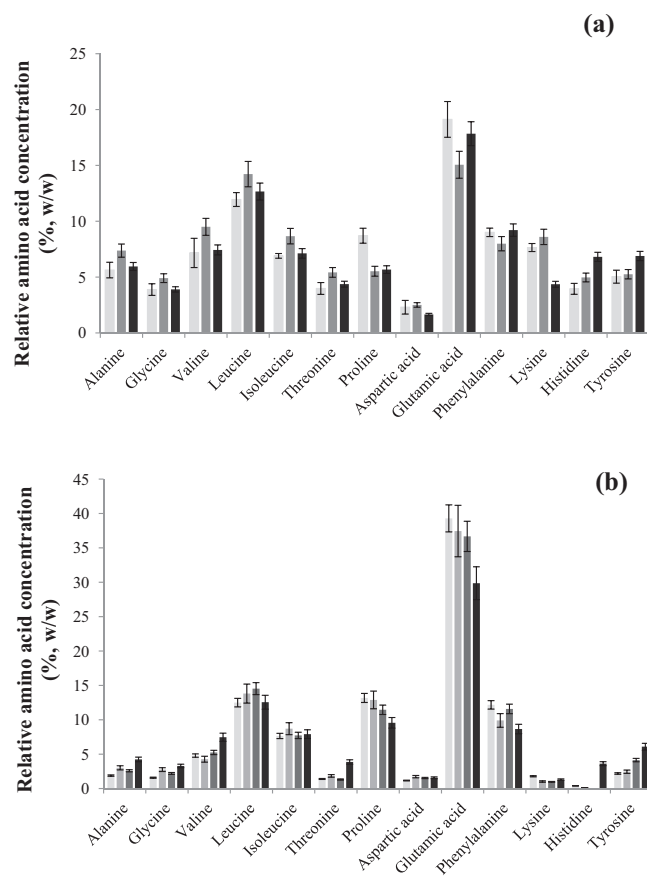 (a)
Relative amino acid concentration
(%, w/w)
25
20
15
10
5
0
Alanine
Glycine
Valine
Leucine
Isoleucine
Threonine
Proline
Aspartic acid
Glutamic acid
Phenylalanine
Lysine
Histidine
Tyrosine
(b)
Relative amino acid concentration
(%, w/w)
45
40
35
30
25
20
15
10
5
0
Alanine
Glycine
Valine
Leucine
Isoleucine
Threonine
Proline
Aspartic acid
Glutamic acid
Phenylalanine
Lysine
Histidine
Tyrosine